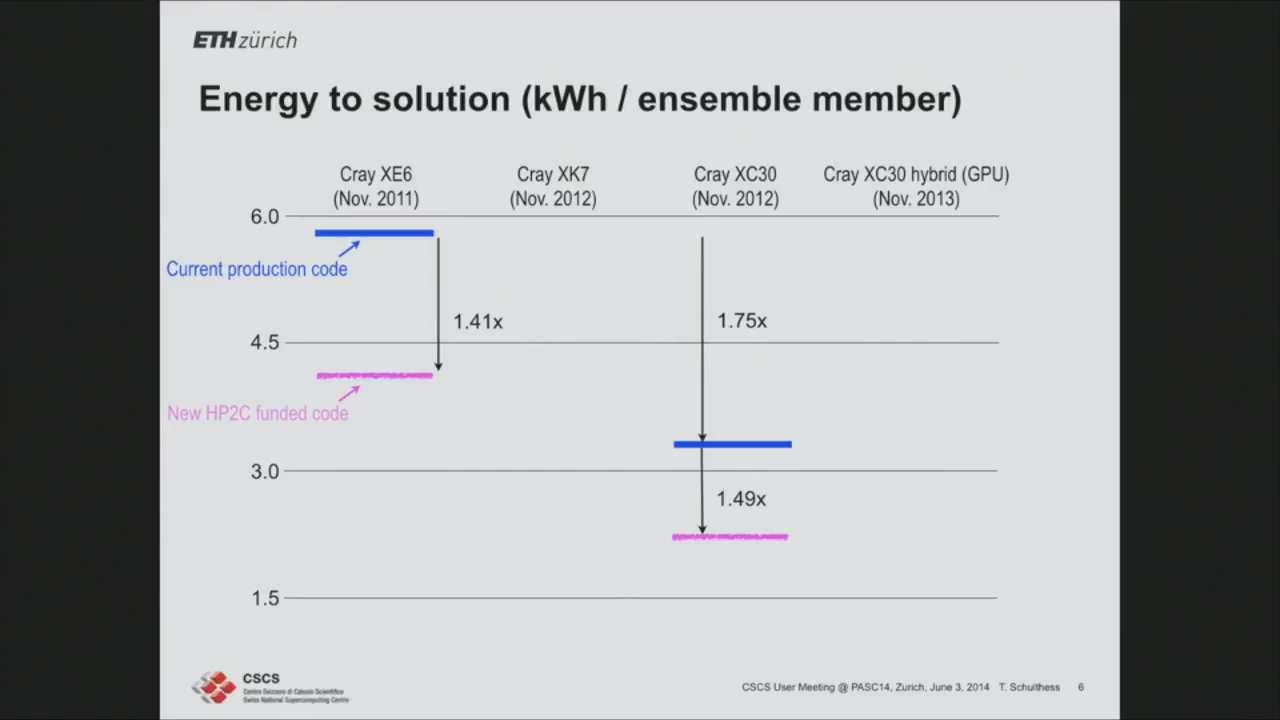 ETH zürich
Energy to solution (kWh / ensemble member)
Cray XE6
(Nov. 2011)
Cray XK7
(Nov. 2012)
Cray XC30
(Nov. 2012)
Cray XC30 hybrid (GPU)
(Nov. 2013)
6.0
Current production code
1.41x
1.75x
4.5
New HP2C funded code
3.0
1.49x
1.5
CSCS
Centro Svizzero di Calcolo Scientifico
Swiss National Supercomputing Centre
CSCS User Meeting @ PASC14, Zurich, June 3, 2014 T. Schulthess 6